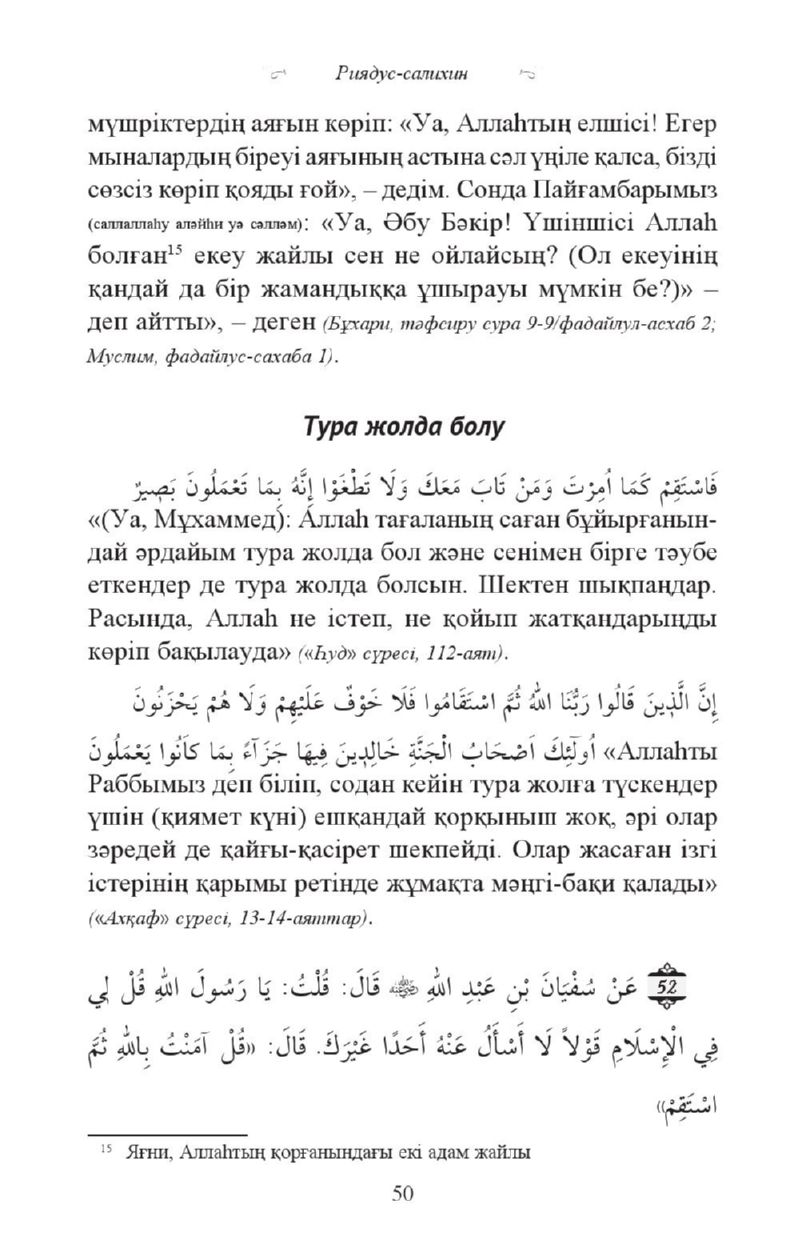 Риядус-салихин
мүшріктердің аяғын көріп: «Уа, Аллаһтың елшісі! Егер
мыналардың біреуі аяғының астына сәл үңіле қалса, бізді
сөзсіз көріп қояды ғой», – дедім. Сонда Пайғамбарымыз
(саллаллаһу аләйһи уә сәлләм): «Уа, Әбу Бәкір! Үшіншісі Аллаһ
болған¹⁵ екеу жайлы сен не ойлайсың? (Ол екеуінің
қандай да бір жамандыққа ұшырауы мүмкін бе?)» –
деп айтты», – деген (Бұхари, тәфсиру сура 9-9/фадайлул-асхаб 2;
Муслим, фадайлус-сахаба 1).
Тура жолда болу
فَاسْتَقِمْ كَمَا اُمِرْتَ وَمَنْ تَابَ مَعَكَ وَلَا تَطْغَوْا اِنَّهُ بِمَا تَعْمَلُونَ بَصِيرٌ
«(Уа, Мұхаммед): Аллаһ тағаланың саған бұйырғанын-
дай әрдайым тура жолда бол және сенімен бірге тәубе
еткендер де тура жолда болсын. Шектен шықпаңдар.
Расында, Аллаһ не істеп, не қойып жатқандарыңды
көріп бақылауда» («Һуд» сүресі, 112-аят).
اِنَّ الَّذِينَ قَالُوا رَبُّنَا اللهُ ثُمَّ اسْتَقَامُوا فَلَا خَوْفٌ عَلَيْهِمْ وَلَا هُمْ يَحْزَنُونَ
اُولَٓئِكَ اَصْحَابُ الْجَنَّةِ خَالِدِينَ فِيهَا جَزَٓاءً بِمَا كَانُوا يَعْمَلُونَ «Аллаһты
Раббымыз деп біліп, содан кейін тура жолға түскендер
үшін (қиямет күні) ешқандай қорқыныш жоқ, әрі олар
зәредей де қайғы-қасірет шекпейді. Олар жасаған ізгі
істерінің қарымы ретінде жұмақта мәңгі-бақи қалады»
(«Ахқаф» сүресі, 13-14-аяттар).
52 عَنْ سُفْيَانَ بْنِ عَبْدِ اللهِ ﷺ قَالَ: قُلْتُ: يَا رَسُولَ اللهِ قُلْ لِي
فِي الْإِسْلَامِ قَوْلاً لَا أَسْأَلُ عَنْهُ أَحَدًا غَيْرَكَ. قَالَ: «قُلْ آمَنْتُ بِاللهِ ثُمَّ
اسْتَقِمْ»
¹⁵ Яғни, Аллаһтың қорғанындағы екі адам жайлы
50